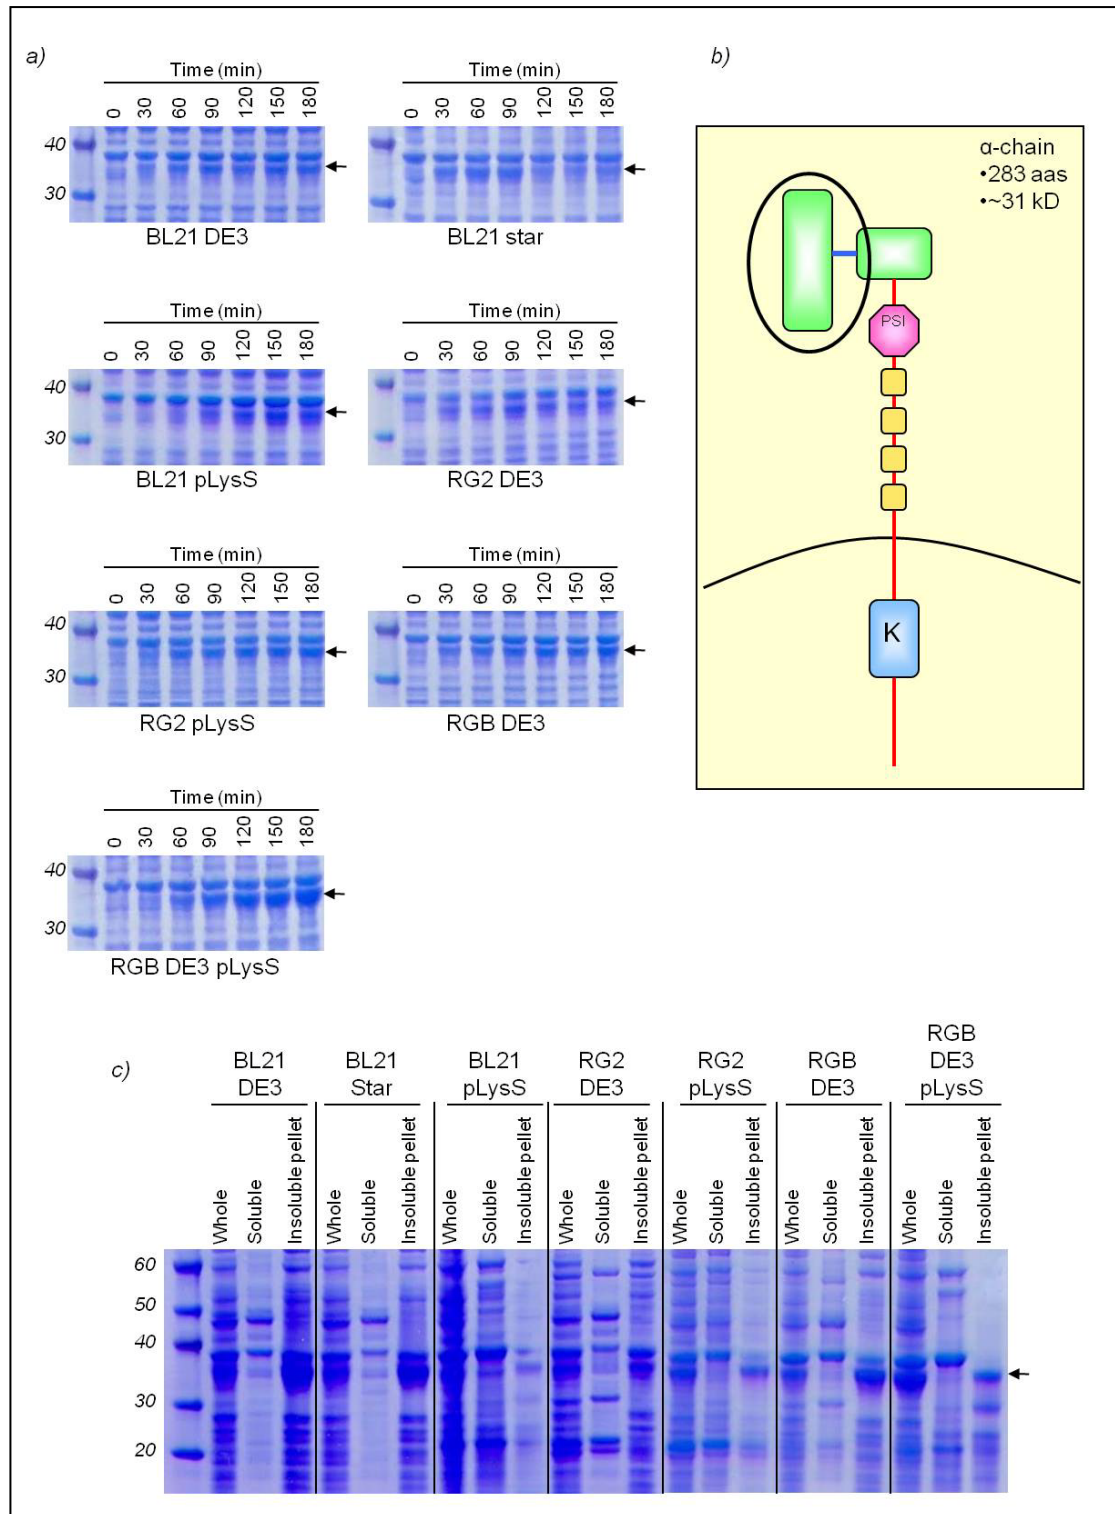 a)
Time (min)
0 30 60 90 120 150 180
40
30
BL21 DE3
Time (min)
0 30 60 90 120 150 180
BL21 star
Time (min)
0 30 60 90 120 150 180
40
30
BL21 pLysS
Time (min)
0 30 60 90 120 150 180
RG2 DE3
Time (min)
0 30 60 90 120 150 180
40
30
RG2 pLysS
Time (min)
0 30 60 90 120 150 180
RGB DE3
Time (min)
0 30 60 90 120 150 180
40
30
RGB DE3 pLysS
b)
α-chain
•283 aas
•~31 kD
PSI
K
c)
BL21
DE3
BL21
Star
BL21
pLysS
RG2
DE3
RG2
pLysS
RGB
DE3
RGB
DE3
pLysS
Whole
Soluble
Insoluble pellet
Whole
Soluble
Insoluble pellet
Whole
Soluble
Insoluble pellet
Whole
Soluble
Insoluble pellet
Whole
Soluble
Insoluble pellet
Whole
Soluble
Insoluble pellet
Whole
Soluble
Insoluble pellet
60
50
40
30
20